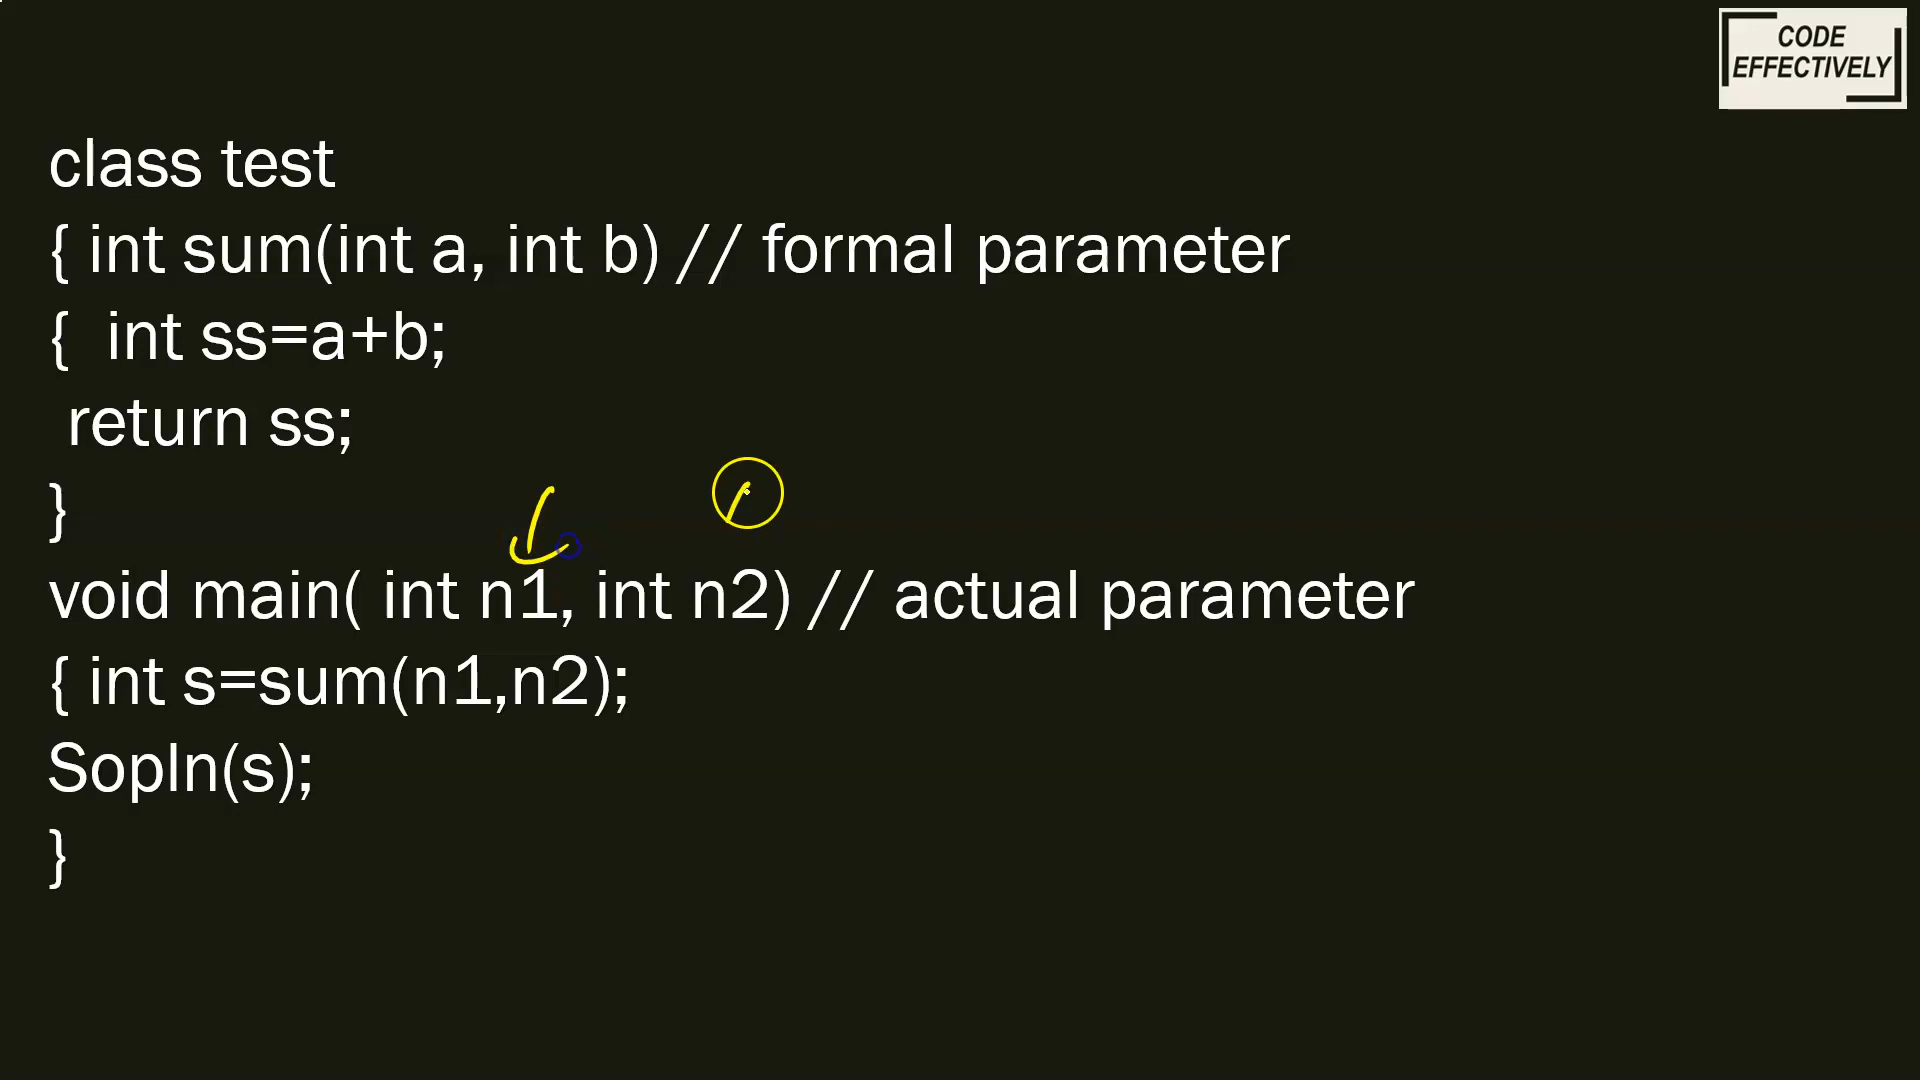 CODE
EFFECTIVELY
class test
{ int sum(int a, int b) // formal parameter
{  int ss=a+b;
return ss;
}
void main( int n1, int n2) // actual parameter
{ int s=sum(n1,n2);
Sopln(s);
}